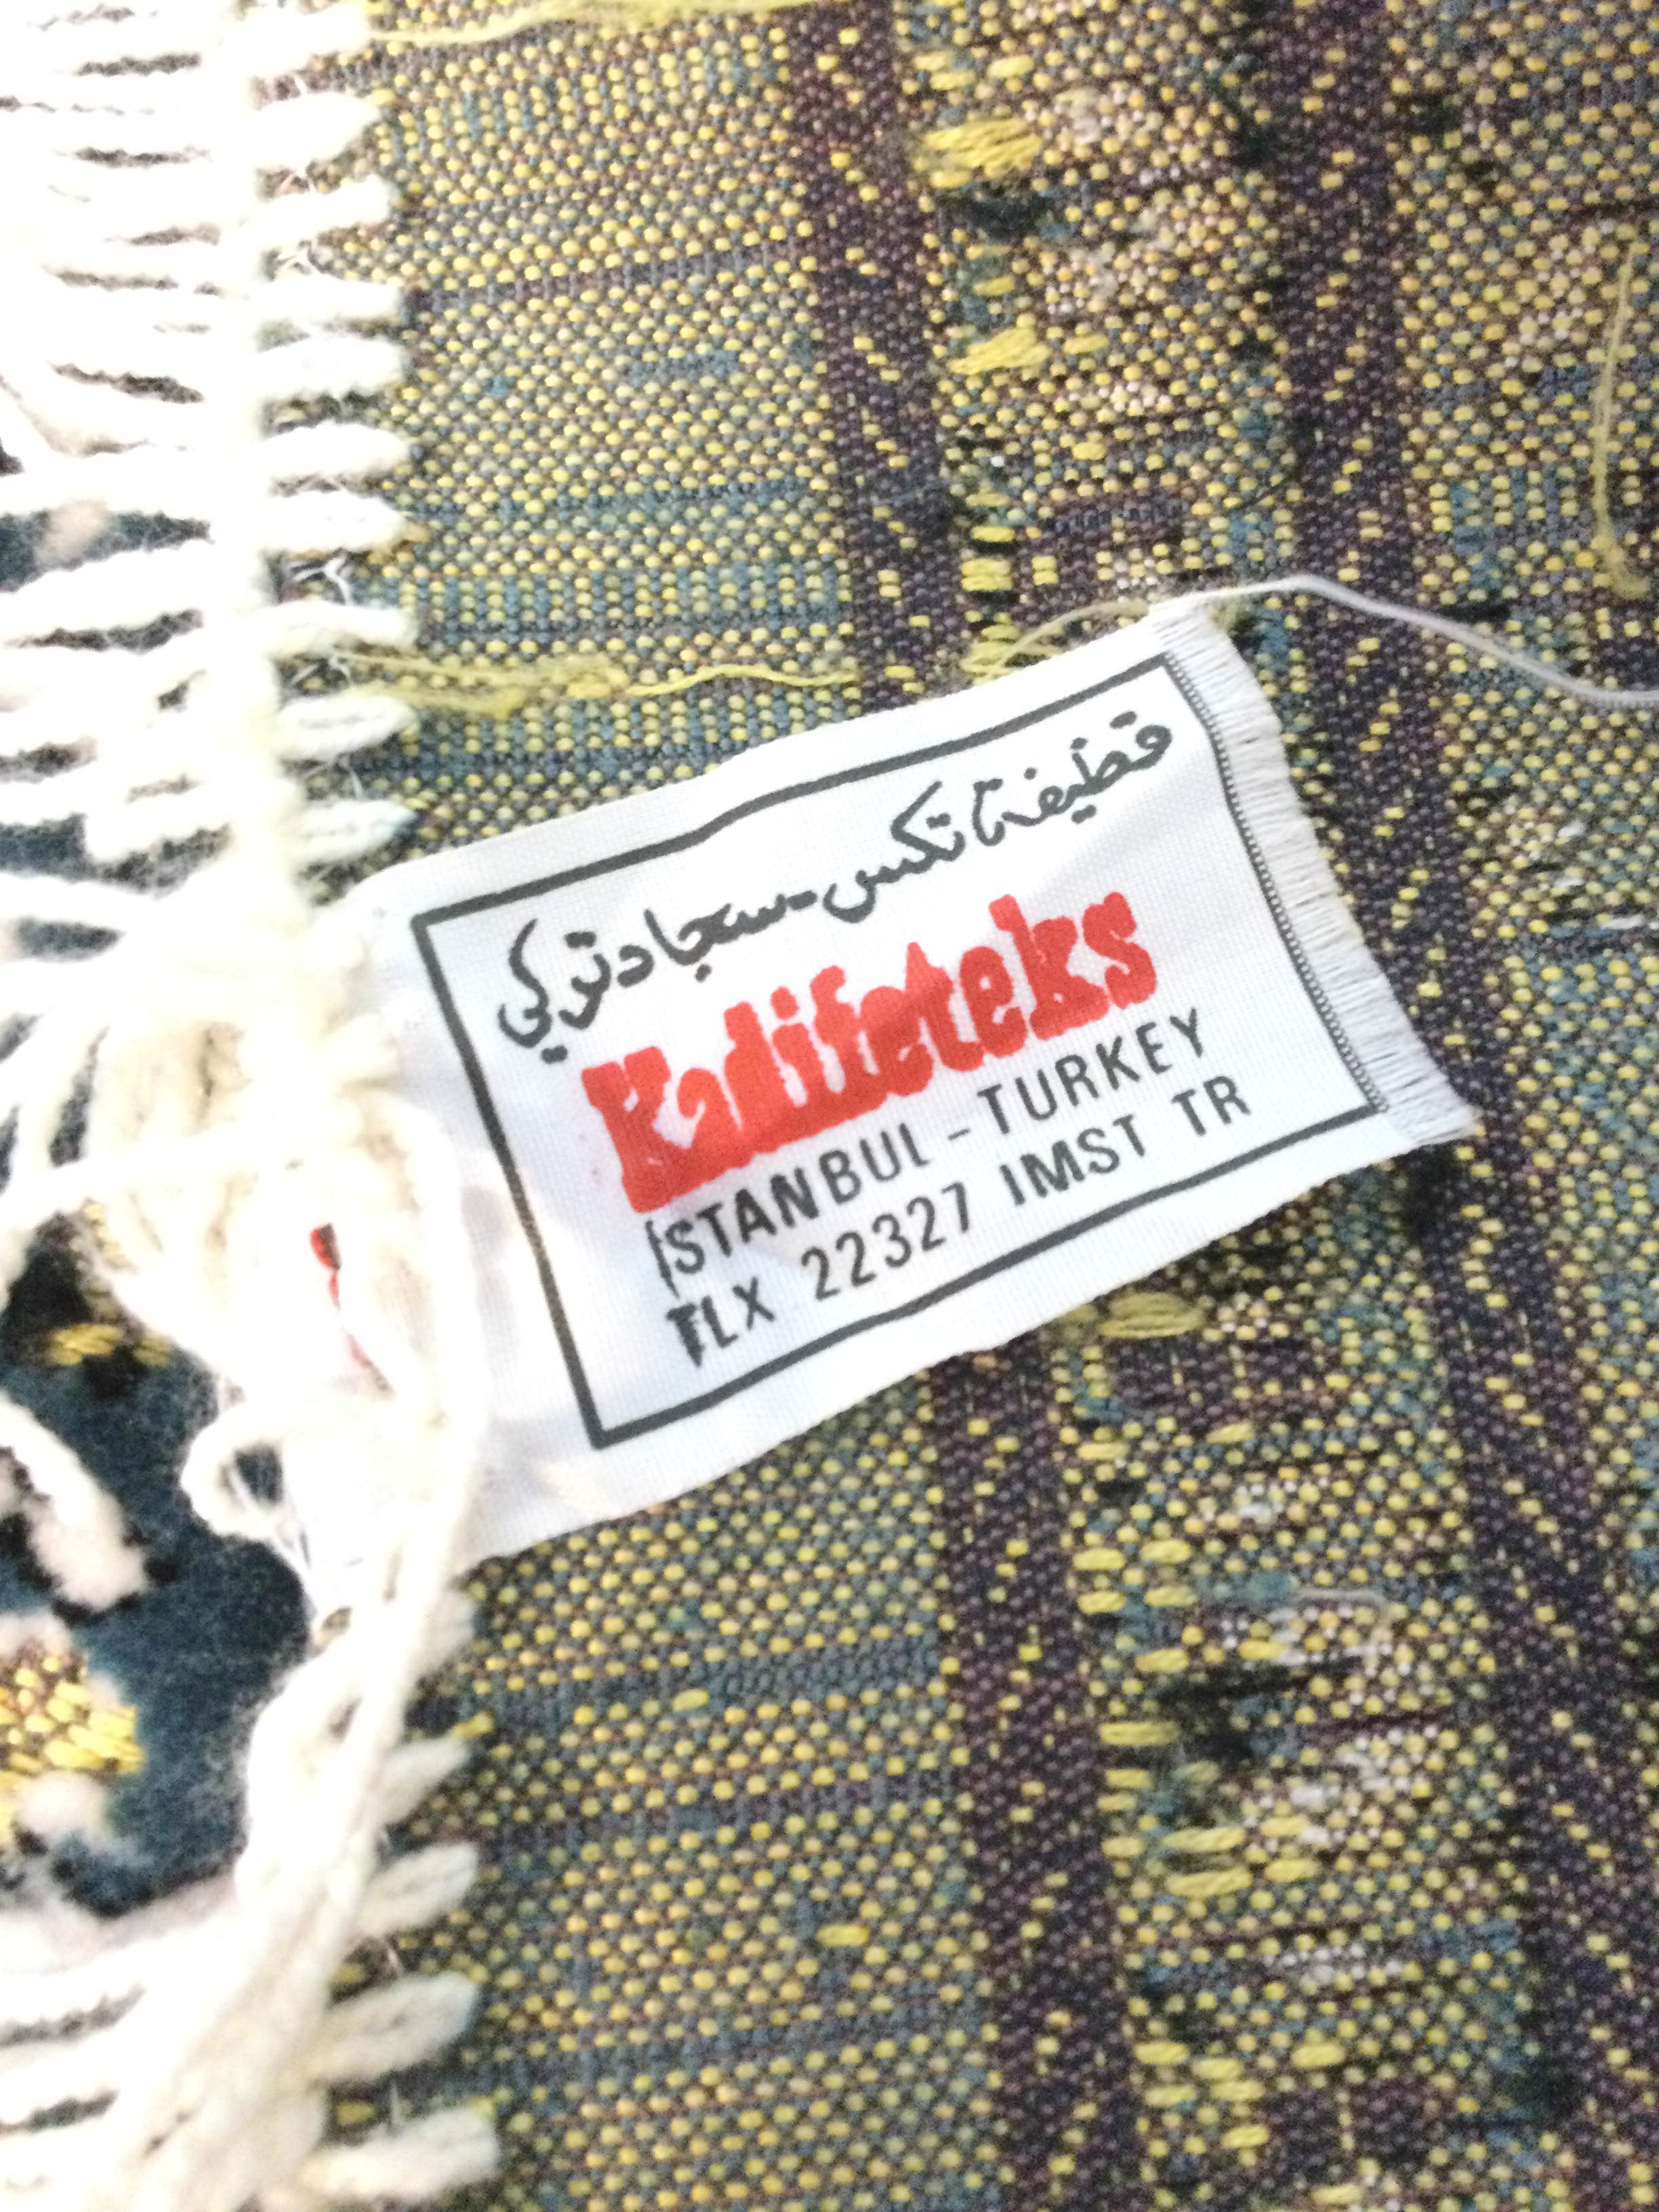 قطيفة تكس - سجاد تركي
Kadifeteks
İSTANBUL - TURKEY
TLX 22327 IMST TR